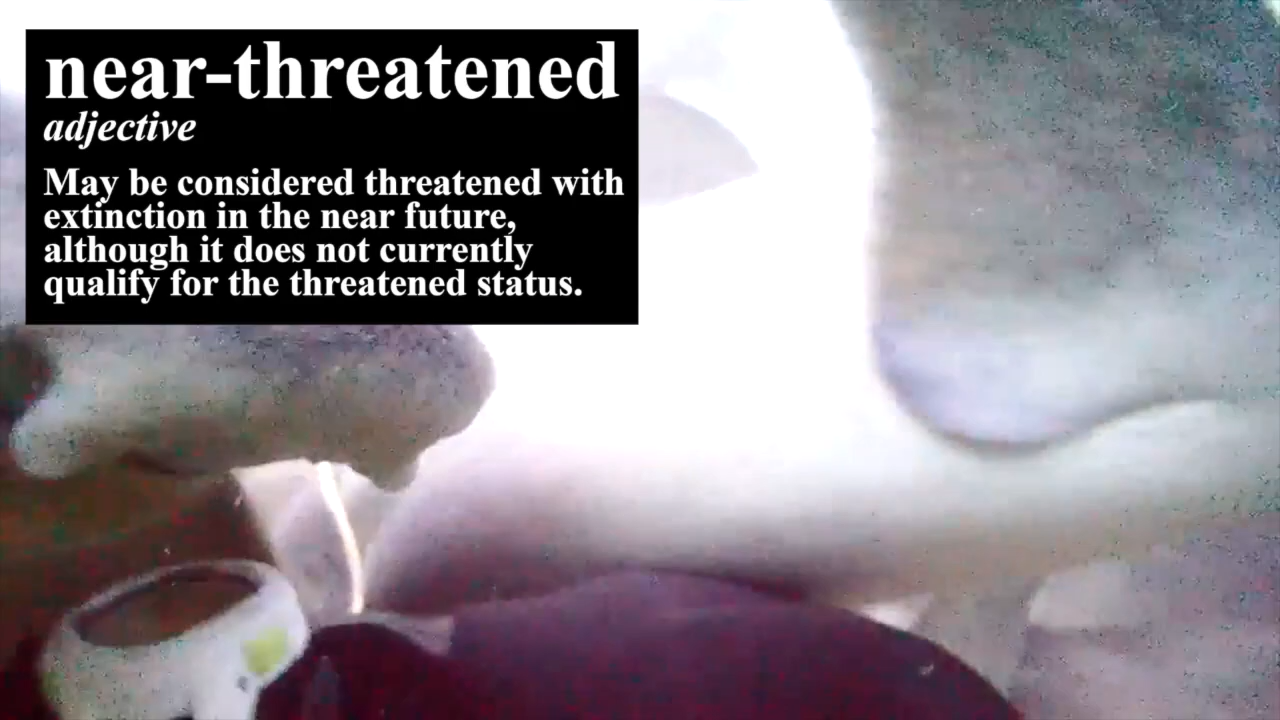 near-threatened
adjective
May be considered threatened with
extinction in the near future,
although it does not currently
qualify for the threatened status.